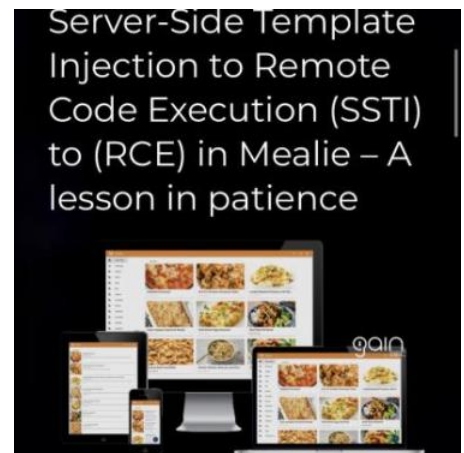 Server-Side Template
Injection to Remote
Code Execution (SSTI)
to (RCE) in Mealie – A
lesson in patience
gain